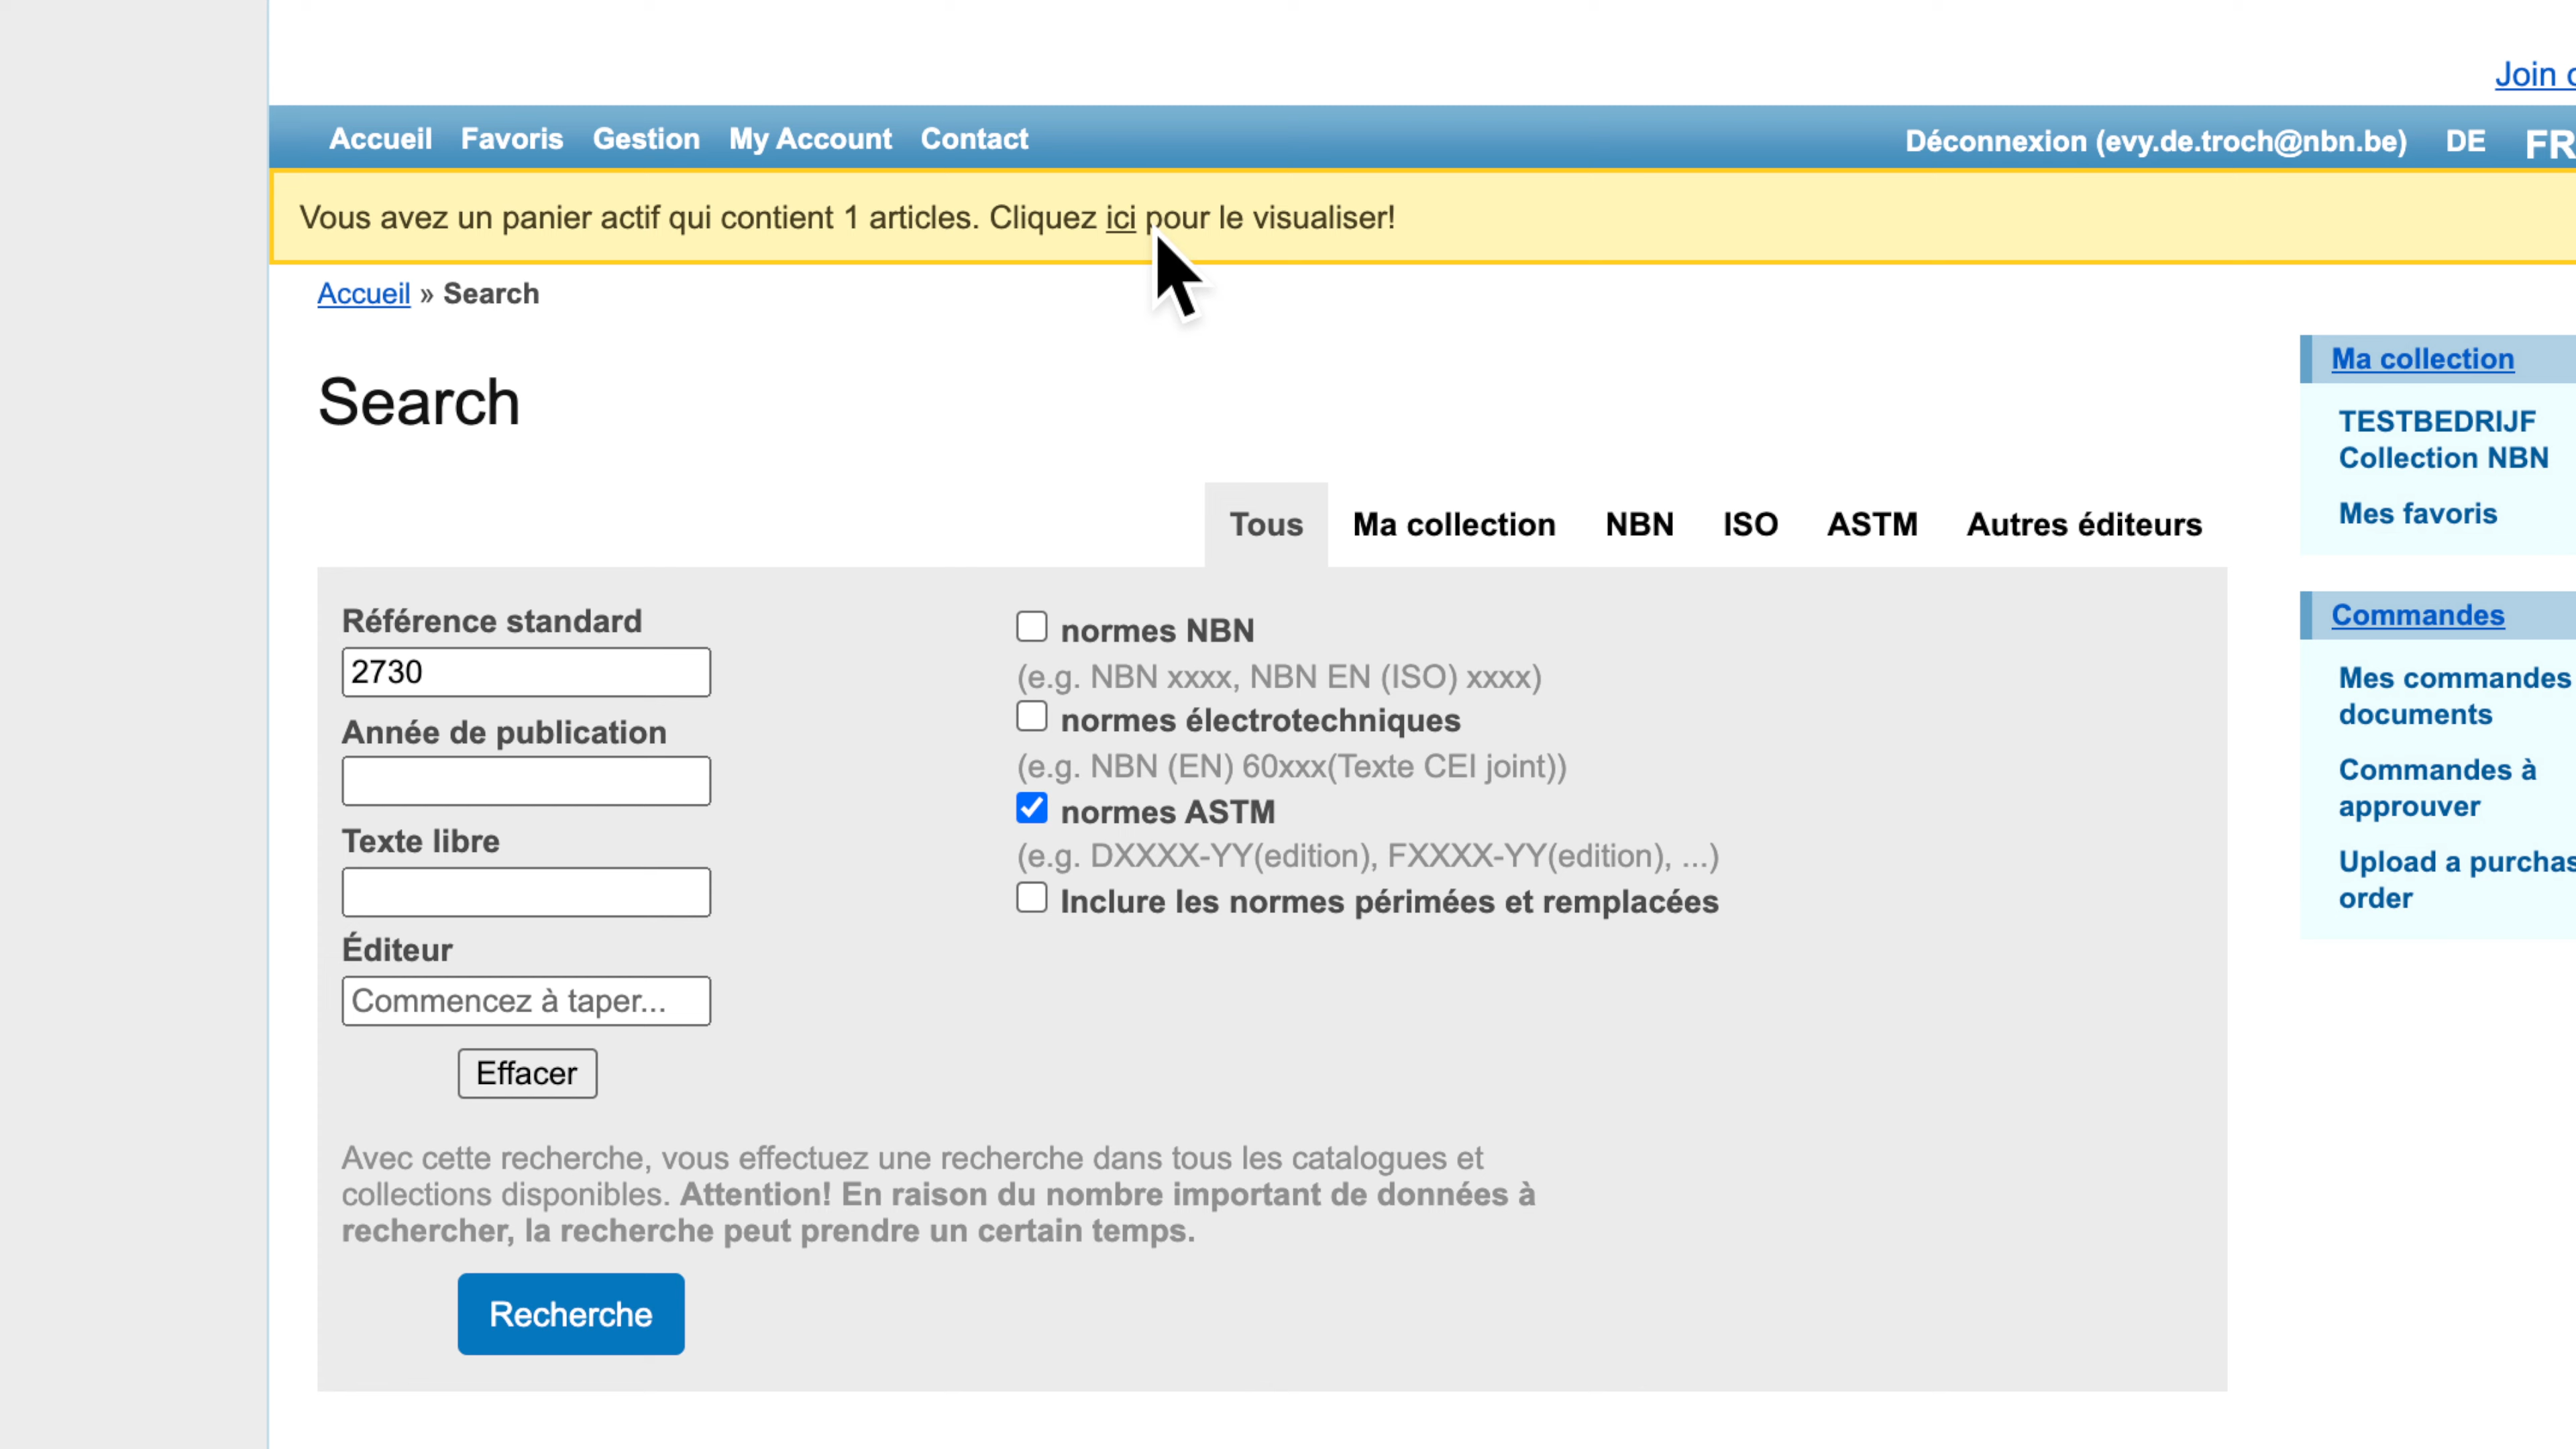 Join
Accueil Favoris Gestion My Account Contact Déconnexion (evy.de.troch@nbn.be) DE FR
Vous avez un panier actif qui contient 1 articles. Cliquez ici pour le visualiser!
Accueil » Search
Search
Tous Ma collection NBN ISO ASTM Autres éditeurs
Référence standard
2730
Année de publication
Texte libre
Éditeur
Commencez à taper...
Effacer
normes NBN
(e.g. NBN xxxx, NBN EN (ISO) xxxx)
normes électrotechniques
(e.g. NBN (EN) 60xxx(Texte CEI joint))
normes ASTM
(e.g. DXXXX-YY(edition), FXXXX-YY(edition), ...)
Inclure les normes périmées et remplacées
Avec cette recherche, vous effectuez une recherche dans tous les catalogues et
collections disponibles. Attention! En raison du nombre important de données à
rechercher, la recherche peut prendre un certain temps.
Recherche
Ma collection
TESTBEDRIJF
Collection NBN
Mes favoris
Commandes
Mes commandes
documents
Commandes à
approuver
Upload a purchas
order